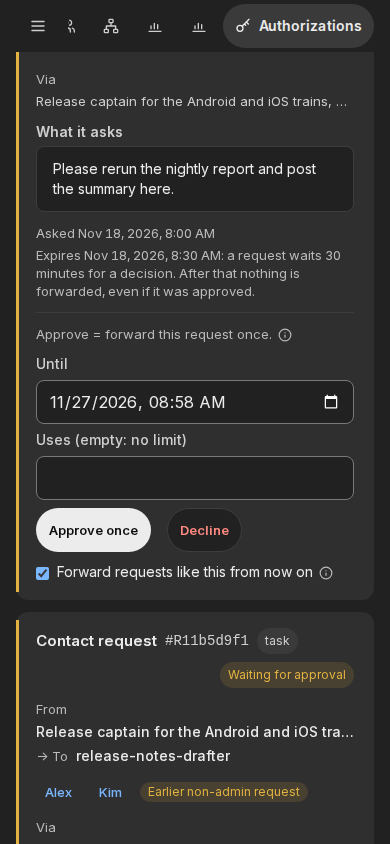 Authorizations
Via
Release captain for the Android and iOS trains, …
What it asks
Please rerun the nightly report and post
the summary here.
Asked Nov 18, 2026, 8:00 AM
Expires Nov 18, 2026, 8:30 AM: a request waits 30
minutes for a decision. After that nothing is
forwarded, even if it was approved.
Approve = forward this request once.
Until
11/27/2026, 08:58 AM
Uses (empty: no limit)
Approve once
Decline
Forward requests like this from now on
Contact request #R11b5d9f1 task
Waiting for approval
From
Release captain for the Android and iOS tra…
→ To release-notes-drafter
Alex Kim Earlier non-admin request
Via